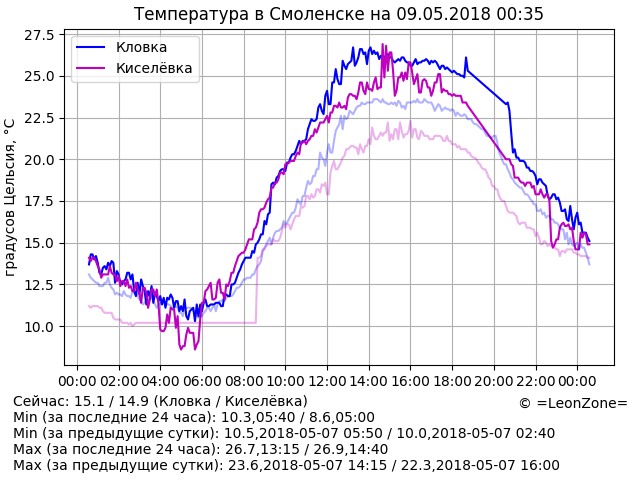 Температура в Смоленске на 09.05.2018 00:35
Кловка
Киселёвка
градусов Цельсия, °C
27.5
25.0
22.5
20.0
17.5
15.0
12.5
10.0
00:00 02:00 04:00 06:00 08:00 10:00 12:00 14:00 16:00 18:00 20:00 22:00 00:00
Сейчас: 15.1 / 14.9 (Кловка / Киселёвка)
© =LeonZone=
Min (за последние 24 часа): 10.3,05:40 / 8.6,05:00
Min (за предыдущие сутки): 10.5,2018-05-07 05:50 / 10.0,2018-05-07 02:40
Max (за последние 24 часа): 26.7,13:15 / 26.9,14:40
Max (за предыдущие сутки): 23.6,2018-05-07 14:15 / 22.3,2018-05-07 16:00